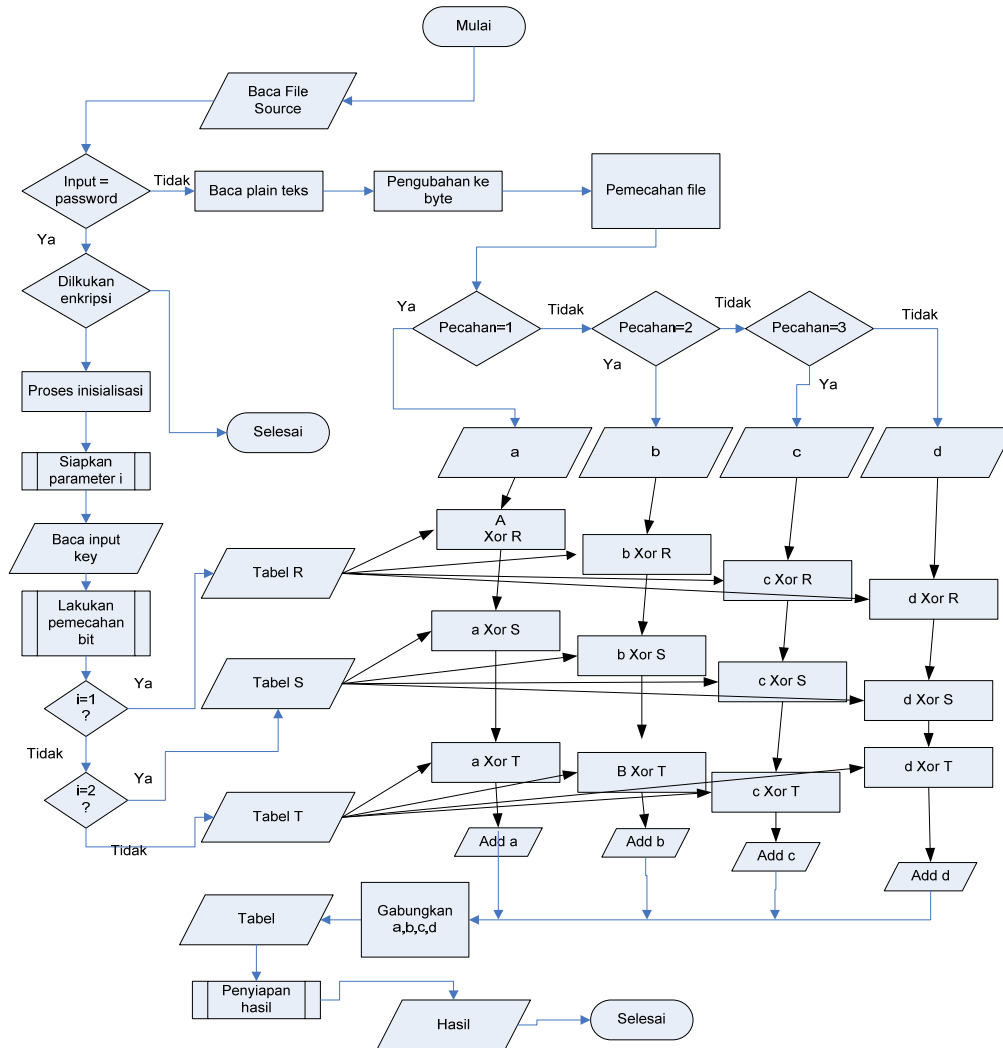 Mulai
Baca File
Source
Input =
password
Tidak
Baca plain teks
Pengubahan ke
byte
Pemecahan file
Ya
Dilkukan
enkripsi
Ya
Pecahan=1
Tidak
Pecahan=2
Tidak
Pecahan=3
Tidak
Ya
Ya
Proses inisialisasi
Selesai
a
b
c
d
Siapkan
parameter i
Baca input
key
Tabel R
A
Xor R
b Xor R
c Xor R
d Xor R
Lakukan
pemecahan
bit
a Xor S
b Xor S
c Xor S
d Xor S
Tabel S
i=1
?
Ya
Tidak
i=2
?
Ya
Tidak
a Xor T
B Xor T
c Xor T
d Xor T
Tabel T
Add a
Add b
Add c
Add d
Gabungkan
a,b,c,d
Tabel
Penyiapan
hasil
Hasil
Selesai